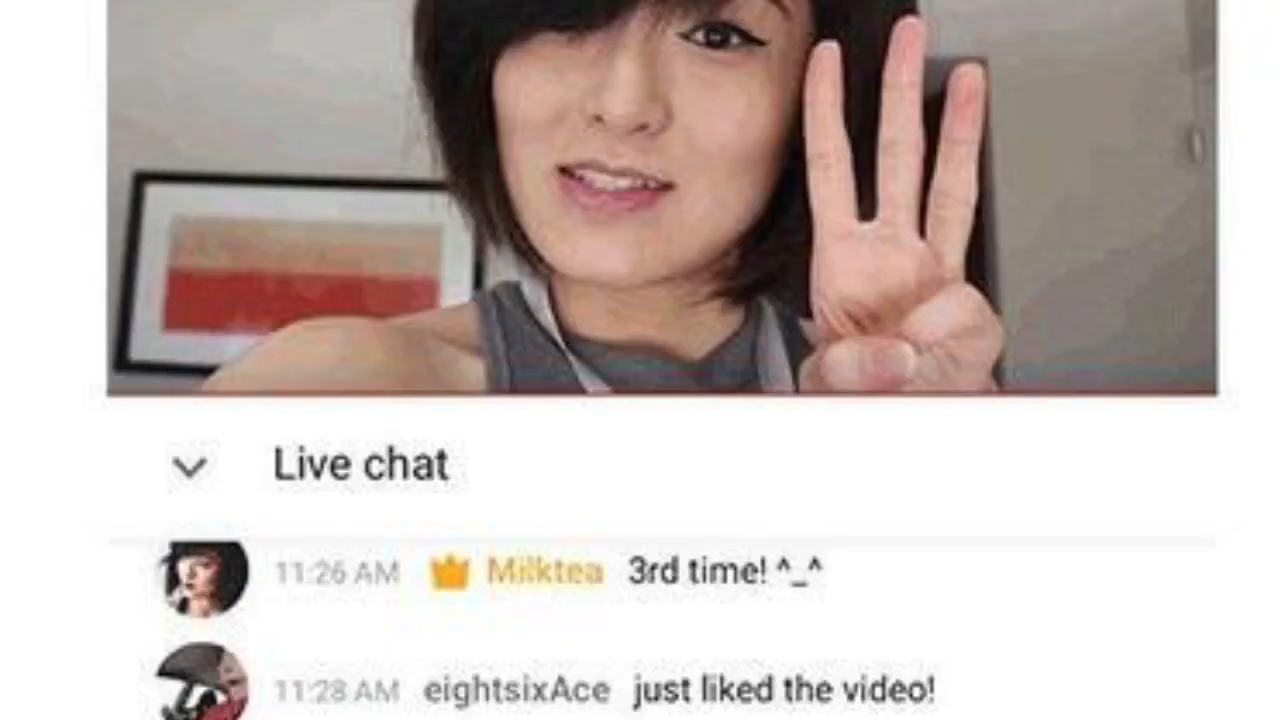 Live chat
11:26 AM Milktea 3rd time! ^_^
11:28 AM eightsixAce just liked the video!